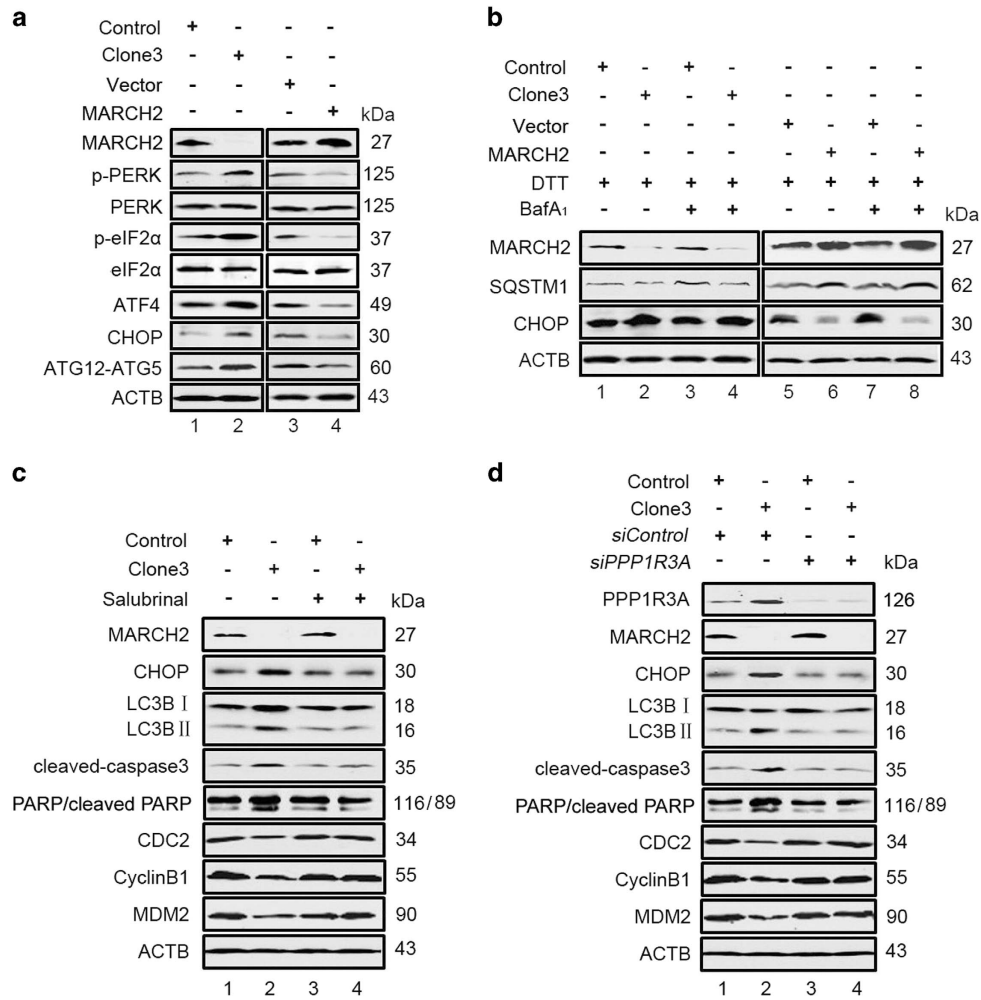 a
Control + - - -
Clone3 - + - -
Vector - - + -
MARCH2 - - - + kDa
MARCH2 27
p-PERK 125
PERK 125
p-eIF2α 37
eIF2α 37
ATF4 49
CHOP 30
ATG12-ATG5 60
ACTB 43
1 2 3 4
b
Control + - + - - - - -
Clone3 - + - + - - - -
Vector - - - - + - + -
MARCH2 - - - - - + - +
DTT + + + + + + + +
BafA₁ - - + + - - + + kDa
MARCH2 27
SQSTM1 62
CHOP 30
ACTB 43
1 2 3 4 5 6 7 8
c
Control + - + -
Clone3 - + - +
Salubrinal - - + + kDa
MARCH2 27
CHOP 30
LC3B Ⅰ 18
LC3B Ⅱ 16
cleaved-caspase3 35
PARP/cleaved PARP 116/89
CDC2 34
CyclinB1 55
MDM2 90
ACTB 43
1 2 3 4
d
Control + - + -
Clone3 - + - +
siControl + + - -
siPPP1R3A - - + + kDa
PPP1R3A 126
MARCH2 27
CHOP 30
LC3B Ⅰ 18
LC3B Ⅱ 16
cleaved-caspase3 35
PARP/cleaved PARP 116/89
CDC2 34
CyclinB1 55
MDM2 90
ACTB 43
1 2 3 4